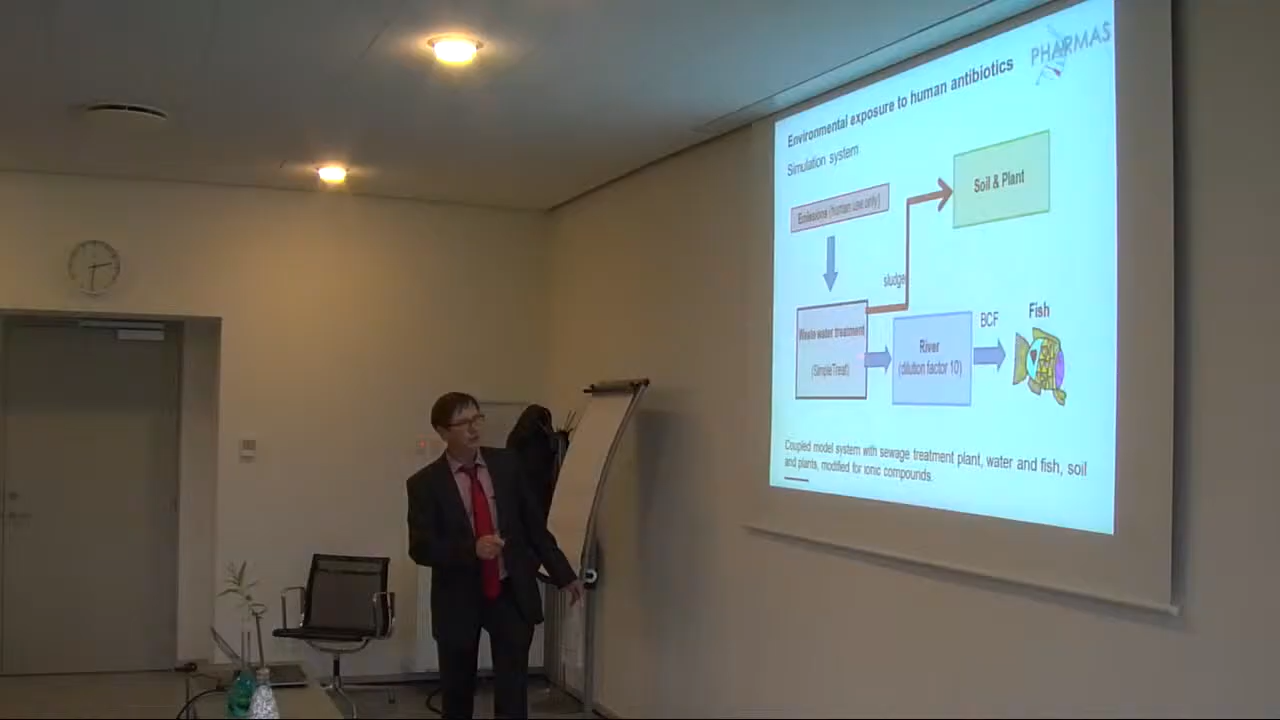 PHARMAS
Environmental exposure to human antibiotics
Simulation system
Soil & Plant
Emissions (human use only)
sludge
Waste water treatment
(SimpleTreat)
River
(dilution factor 10)
BCF
Fish
Coupled model system with sewage treatment plant, water and fish, soil
and plants, modified for ionic compounds.